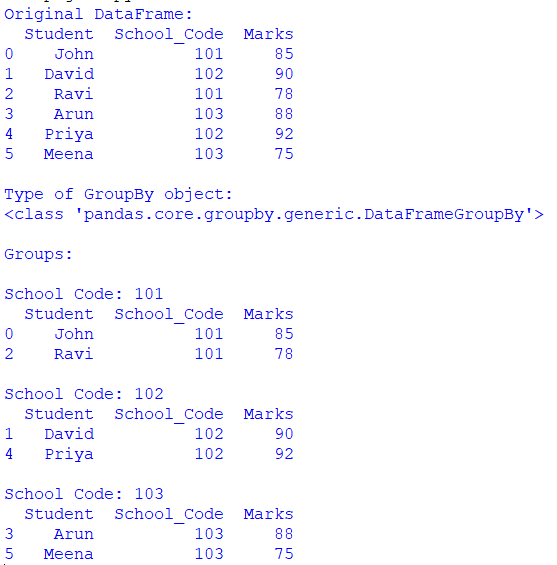 Original DataFrame:
  Student  School_Code  Marks
0    John          101     85
1   David          102     90
2    Ravi          101     78
3    Arun          103     88
4   Priya          102     92
5   Meena          103     75
Type of GroupBy object:
<class 'pandas.core.groupby.generic.DataFrameGroupBy'>
Groups:
School Code: 101
  Student  School_Code  Marks
0    John          101     85
2    Ravi          101     78
School Code: 102
  Student  School_Code  Marks
1   David          102     90
4   Priya          102     92
School Code: 103
  Student  School_Code  Marks
3    Arun          103     88
5   Meena          103     75